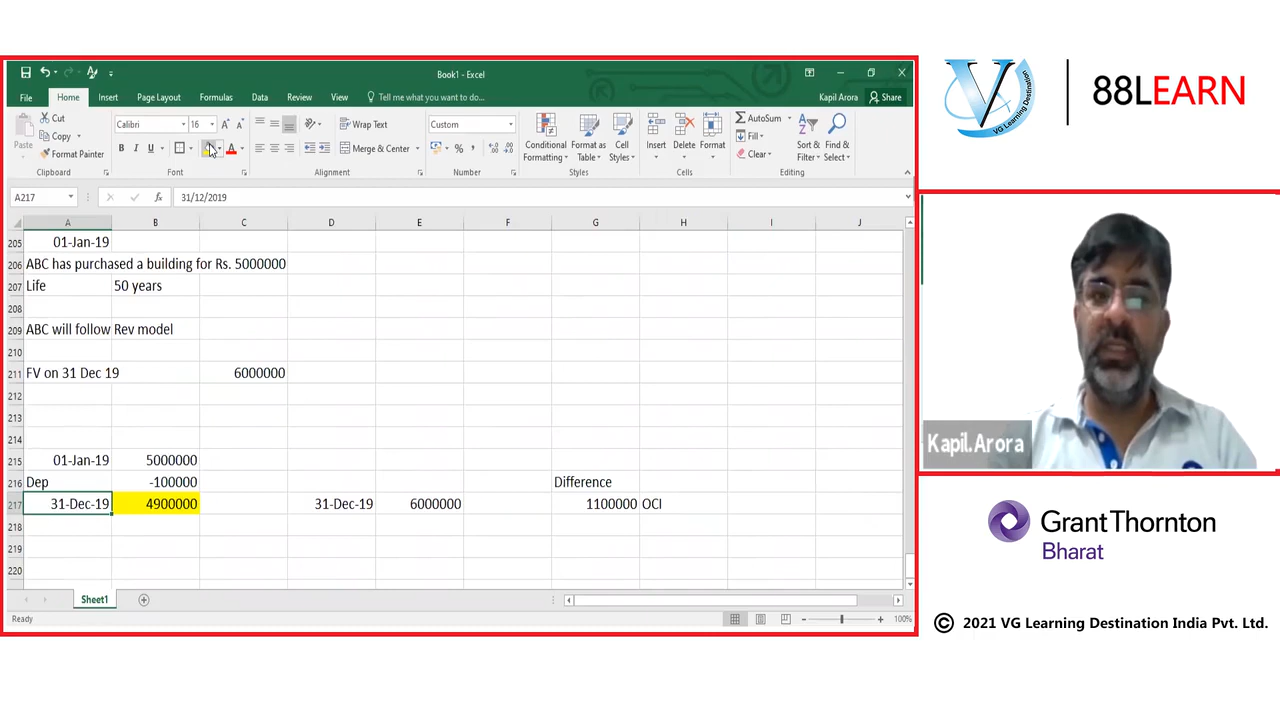 Book1 - Excel
File Home Insert Page Layout Formulas Data Review View Tell me what you want to do... Kapil Arora Share
Cut
Copy
Format Painter
Paste
Clipboard
Calibri 16 A A
B I U A
Font
Wrap Text
Merge & Center
Alignment
Custom
%
Number
Conditional Formatting
Format as Table
Cell Styles
Styles
Insert Delete Format
Cells
AutoSum
Fill
Clear
Sort & Filter
Find & Select
Editing
A217 fx 31/12/2019
A B C D E F G H I J
205 01-Jan-19
206 ABC has purchased a building for Rs. 5000000
207 Life 50 years
208
209 ABC will follow Rev model
210
211 FV on 31 Dec 19 6000000
212
213
214
215 01-Jan-19 5000000
216 Dep -100000 Difference
217 31-Dec-19 4900000 31-Dec-19 6000000 1100000 OCI
218
219
220
Sheet1
Ready 100%
V
VG Learning Destination
88LEARN
Kapil.Arora
Grant Thornton
Bharat
© 2021 VG Learning Destination India Pvt. Ltd.